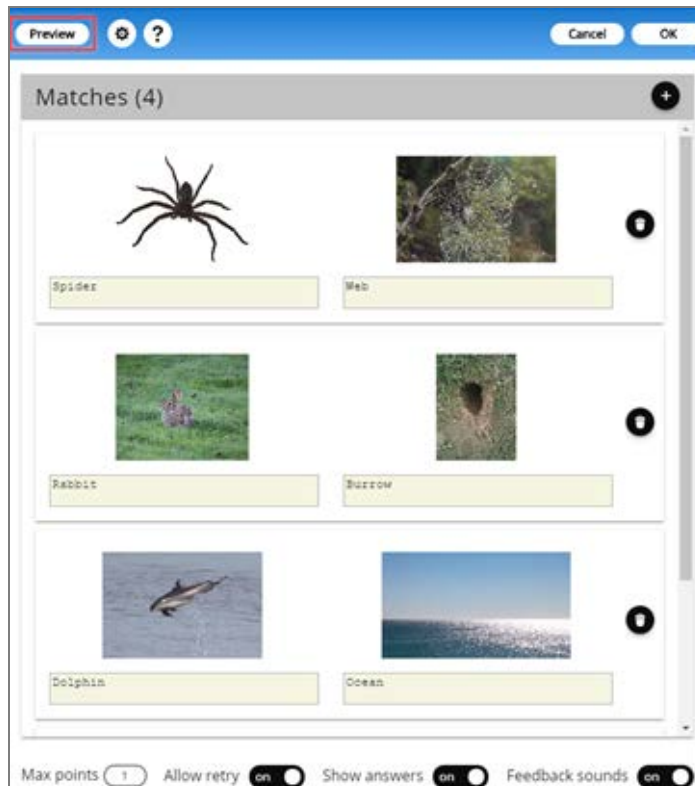 Preview ? Cancel OK
Matches (4)
Spider Web
Rabbit Burrow
Dolphin Ocean
Max points 1 Allow retry on Show answers on Feedback sounds on